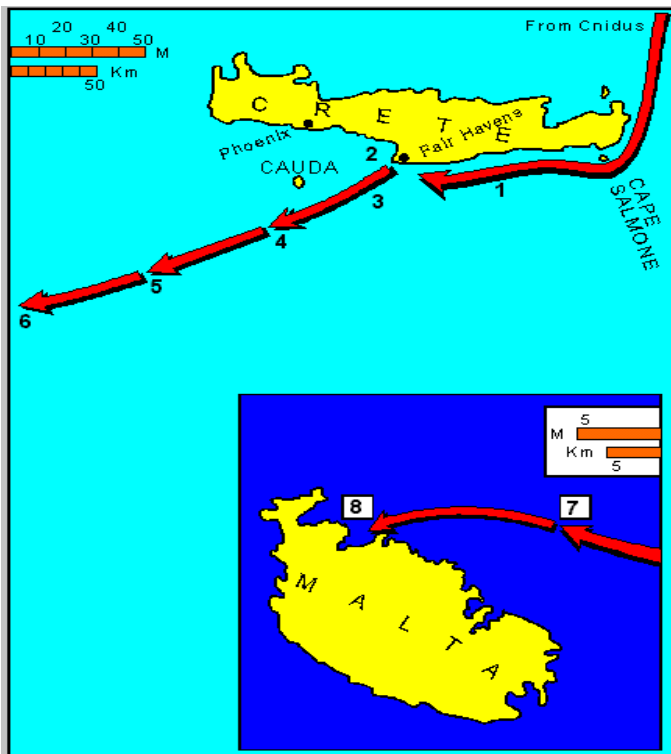 From Cnidus
20 40
10 30 50 M
Km
50
C R E T E
Phoenix
Fair Havens
CAUDA
2
3
1
CAPE
SALMONE
4
5
6
5
M
Km
5
8
7
M A L T A